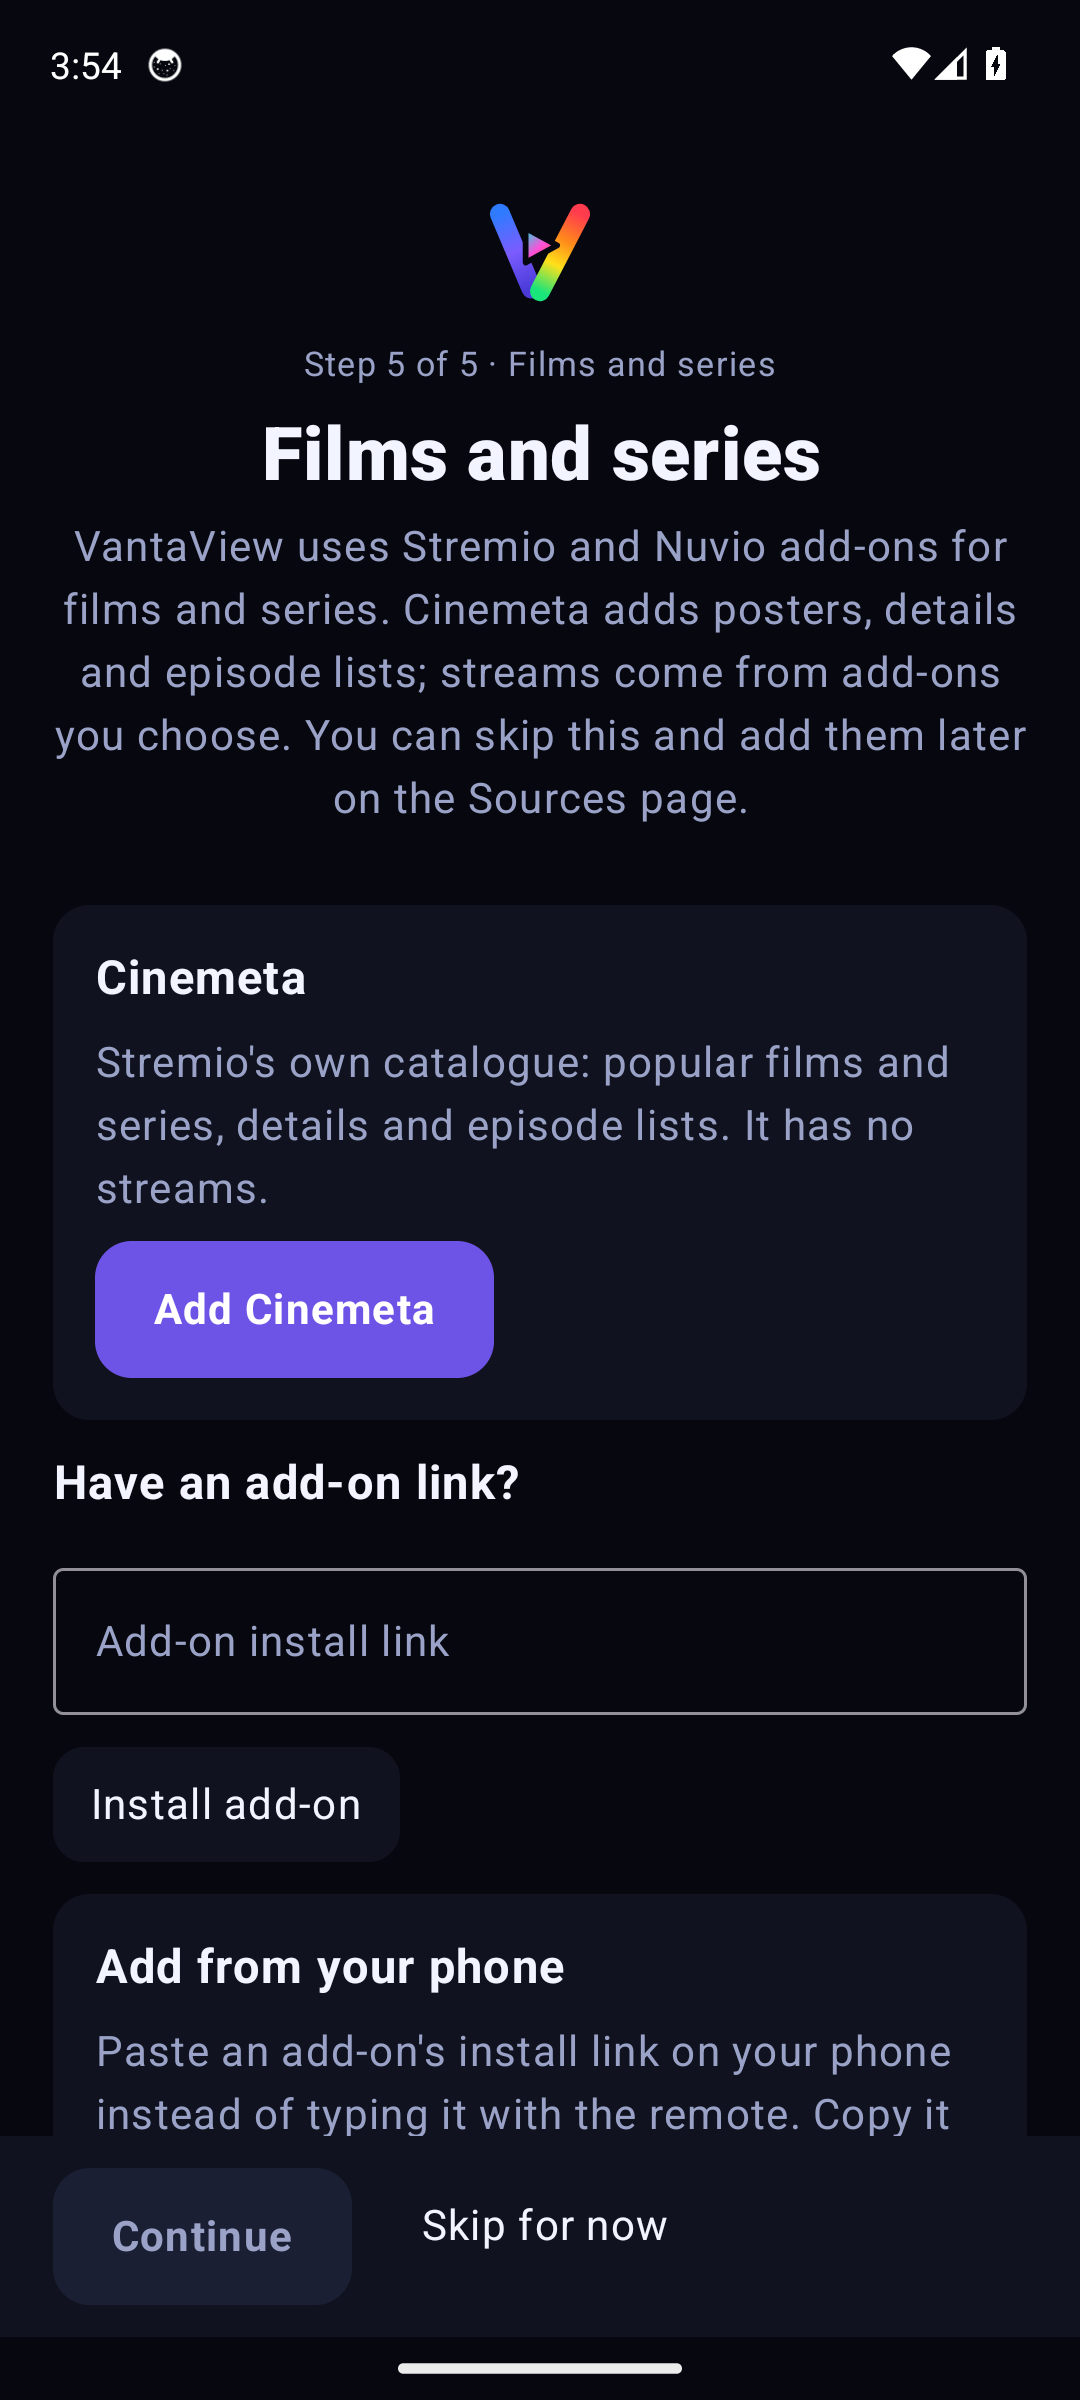 3:54
Step 5 of 5 · Films and series
Films and series
VantaView uses Stremio and Nuvio add-ons for
films and series. Cinemeta adds posters, details
and episode lists; streams come from add-ons
you choose. You can skip this and add them later
on the Sources page.
Cinemeta
Stremio's own catalogue: popular films and
series, details and episode lists. It has no
streams.
Add Cinemeta
Have an add-on link?
Add-on install link
Install add-on
Add from your phone
Paste an add-on's install link on your phone
instead of typing it with the remote. Copy it
Continue
Skip for now